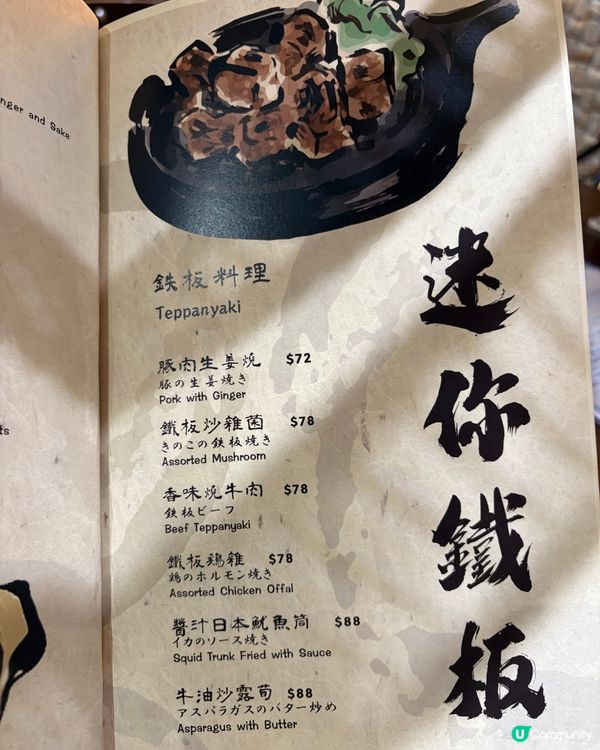 nger and Sake
ts
鉄板料理
Teppanyaki
豚肉生姜燒 $72
豚の生姜焼き
Pork with Ginger
鐵板炒雜菌 $78
きのこの鉄板焼き
Assorted Mushroom
香味燒牛肉 $78
鉄板ビーフ
Beef Teppanyaki
鐵板鶏雜 $78
鶏のホルモン焼き
Assorted Chicken Offal
醬汁日本魷魚筒 $88
イカのソース焼き
Squid Trunk Fried with Sauce
牛油炒露荀 $88
アスパラガスのバター炒め
Asparagus with Butter
迷你鐵板
U Community